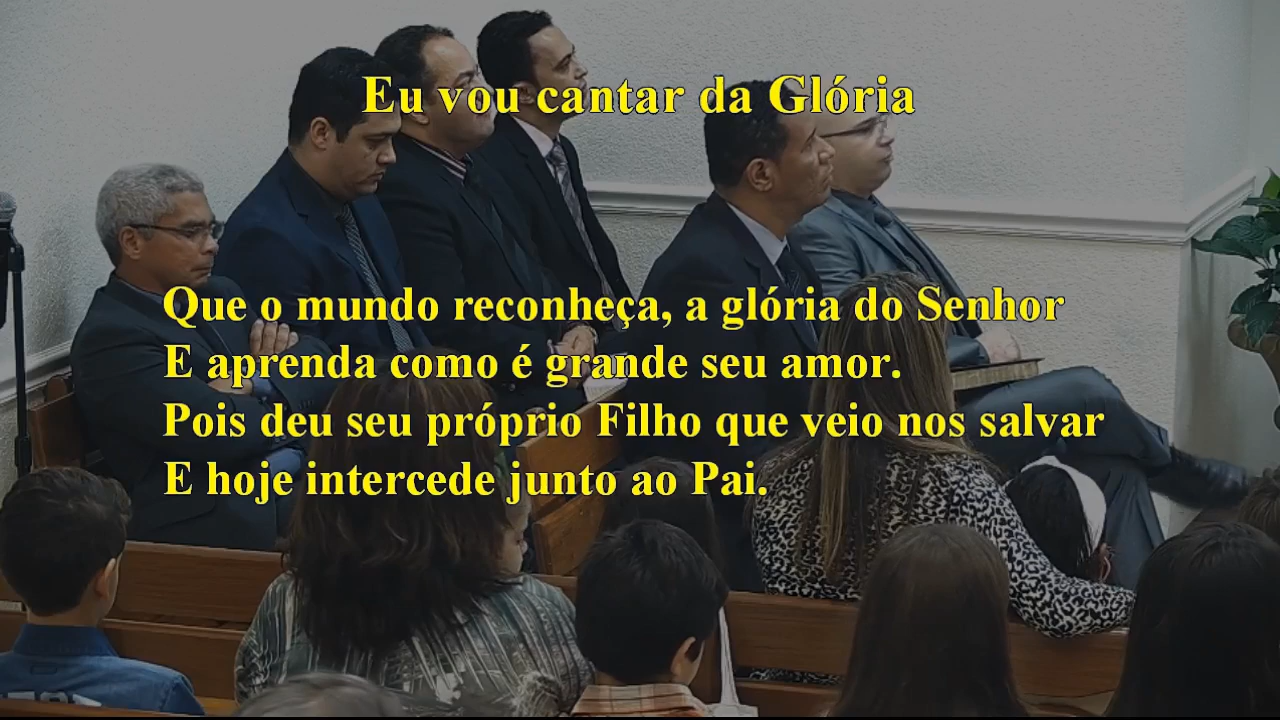 Eu vou cantar da Glória
Que o mundo reconheça, a glória do Senhor
E aprenda como é grande seu amor.
Pois deu seu próprio Filho que veio nos salvar
E hoje intercede junto ao Pai.